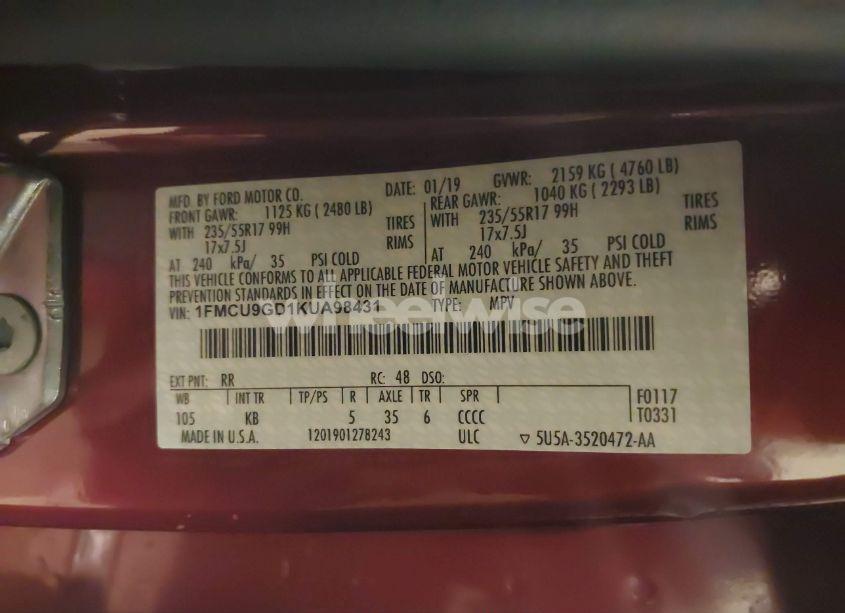 MFD. BY FORD MOTOR CO. DATE: 01/19 GVWR: 2159 KG ( 4760 LB)
FRONT GAWR: 1125 KG ( 2480 LB) REAR GAWR: 1040 KG ( 2293 LB)
WITH 235/55R17 99H TIRES WITH 235/55R17 99H TIRES
17x7.5J RIMS 17x7.5J RIMS
AT 240 kPa/ 35 PSI COLD AT 240 kPa/ 35 PSI COLD
THIS VEHICLE CONFORMS TO ALL APPLICABLE FEDERAL MOTOR VEHICLE SAFETY AND THEFT
PREVENTION STANDARDS IN EFFECT ON THE DATE OF MANUFACTURE SHOWN ABOVE.
VIN: 1FMCU9GD1KUA98431 TYPE: MPV
wheelwise
EXT PNT: RR RC: 48 DSO:
WB INT TR TP/PS R AXLE TR SPR F0117
105 KB 5 35 6 CCCC T0331
MADE IN U.S.A. 1201901278243 ULC ▽ 5U5A-3520472-AA